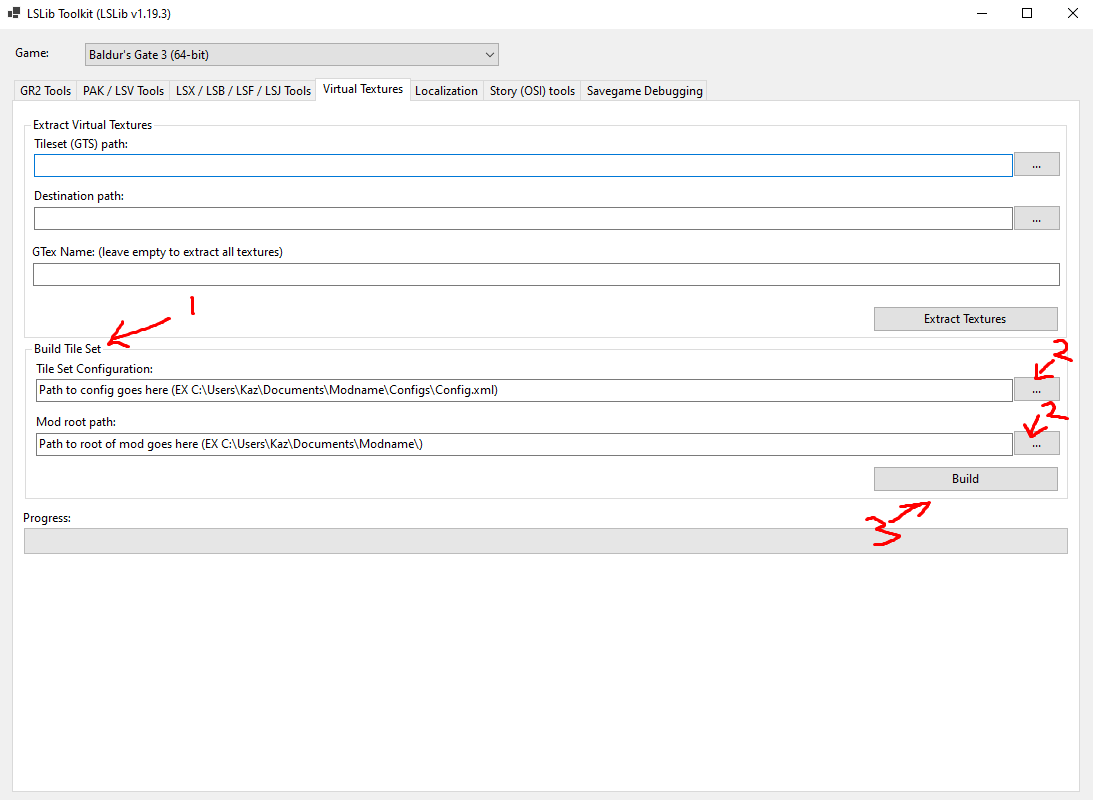 LSLib Toolkit (LSLib v1.19.3)
Game: Baldur's Gate 3 (64-bit)
GR2 Tools PAK / LSV Tools LSX / LSB / LSF / LSJ Tools Virtual Textures Localization Story (OSI) tools Savegame Debugging
Extract Virtual Textures
Tileset (GTS) path:
...
Destination path:
...
GTex Name: (leave empty to extract all textures)
1
Extract Textures
Build Tile Set
2
Tile Set Configuration:
Path to config goes here (EX C:\Users\Kaz\Documents\Modname\Configs\Config.xml) ...
2
Mod root path:
Path to root of mod goes here (EX C:\Users\Kaz\Documents\Modname\) ...
Build
3
Progress: